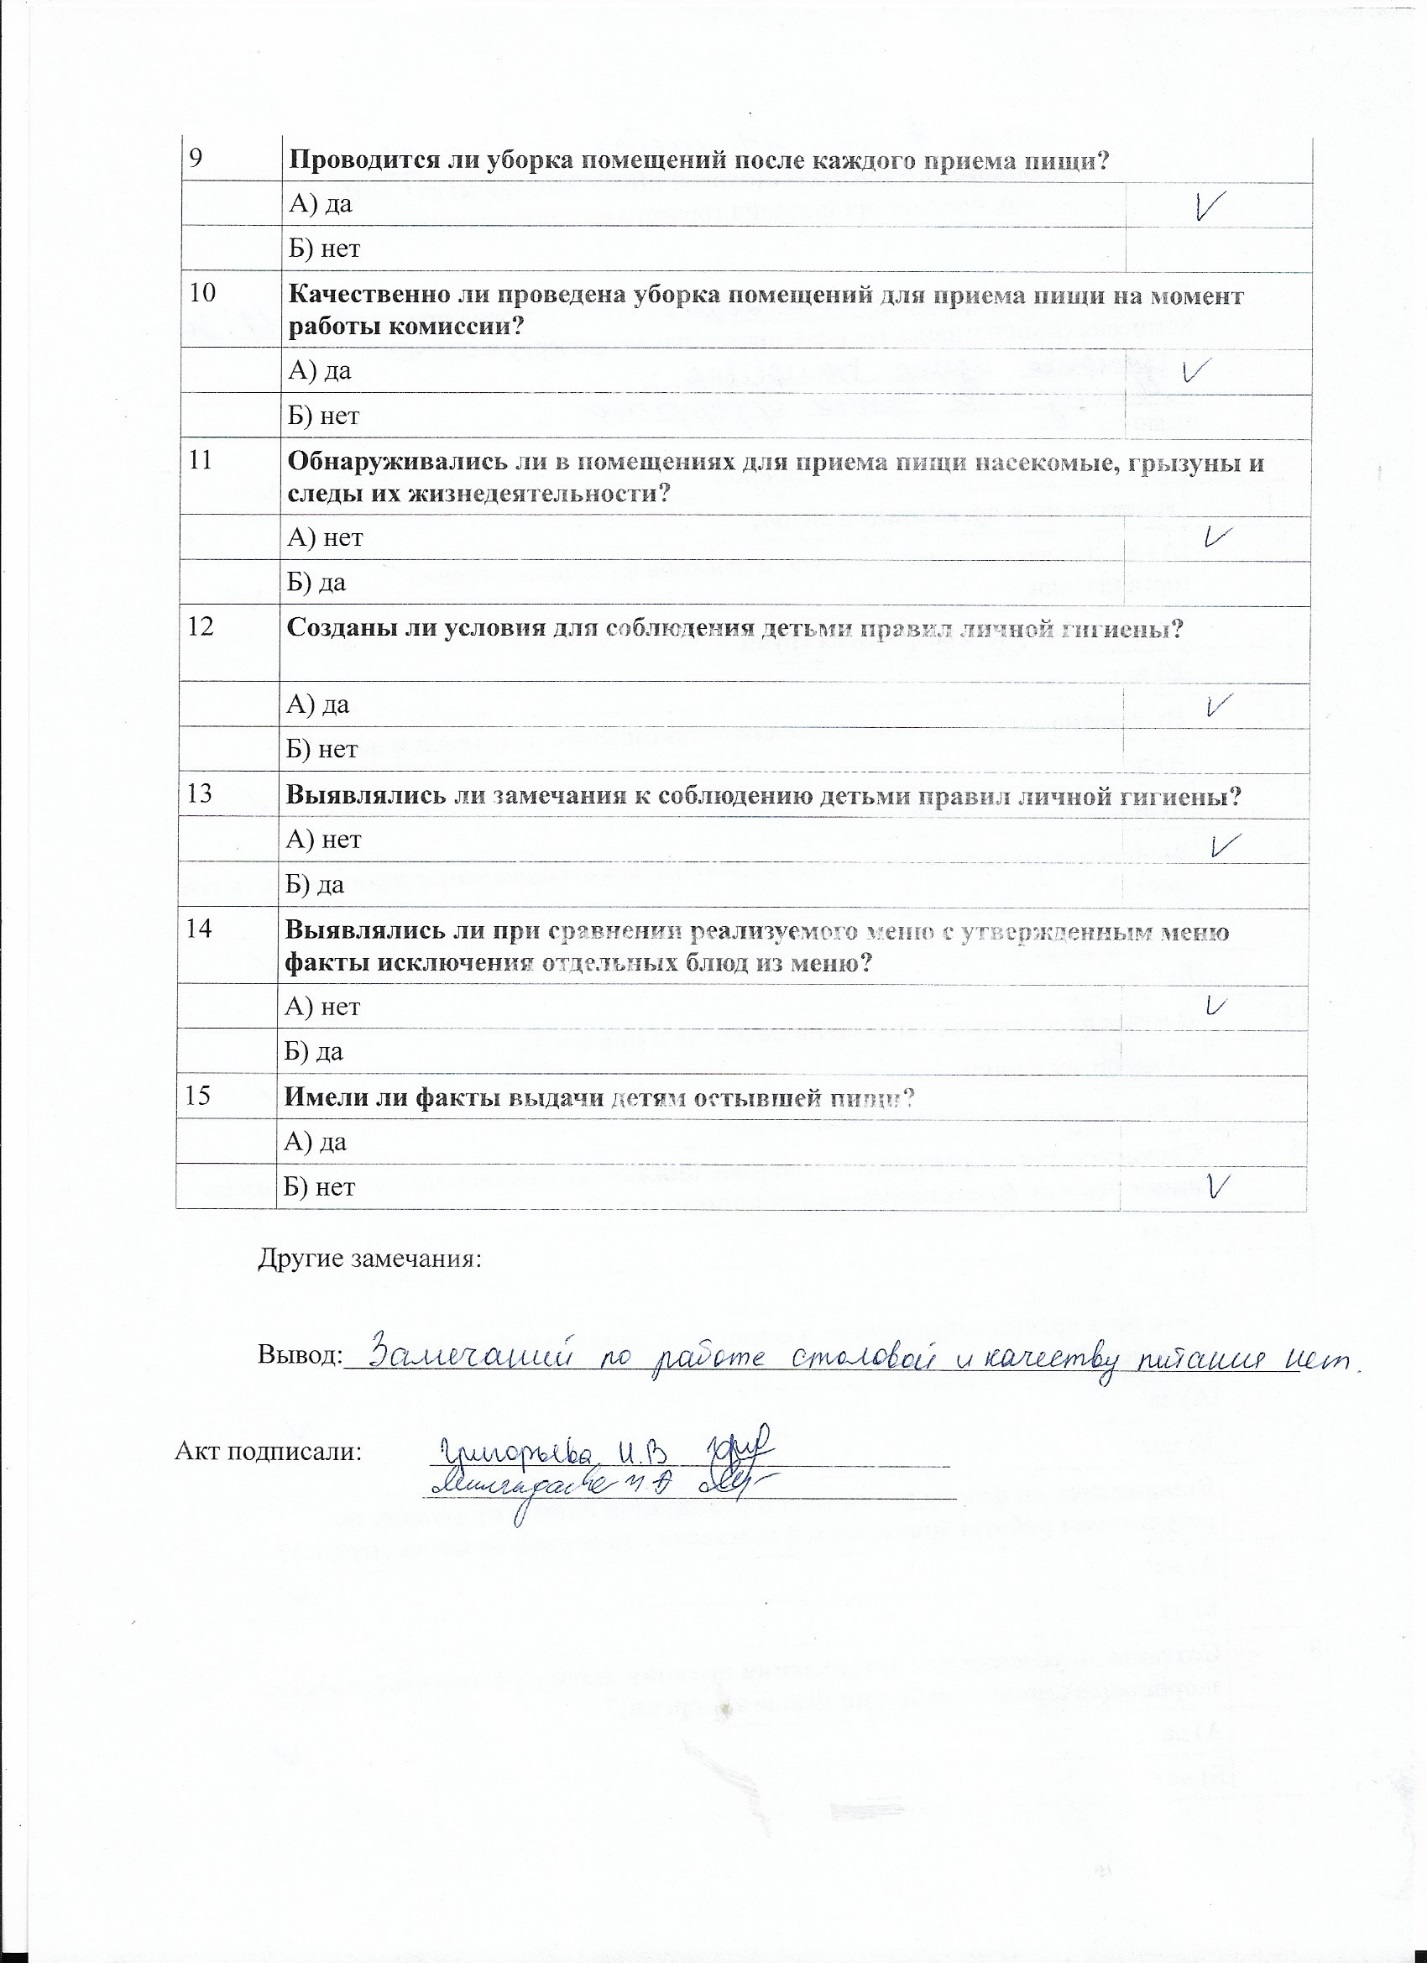 9 Проводится ли уборка помещений после каждого приема пищи?
А) да V
Б) нет
10 Качественно ли проведена уборка помещений для приема пищи на момент
работы комиссии?
А) да V
Б) нет
11 Обнаруживались ли в помещениях для приема пищи насекомые, грызуны и
следы их жизнедеятельности?
А) нет V
Б) да
12 Созданы ли условия для соблюдения детьми правил личной гигиены?
А) да V
Б) нет
13 Выявлялись ли замечания к соблюдению детьми правил личной гигиены?
А) нет V
Б) да
14 Выявлялись ли при сравнении реализуемого меню с утвержденным меню
факты исключения отдельных блюд из меню?
А) нет V
Б) да
15 Имели ли факты выдачи детям остывшей пищи?
А) да
Б) нет V
Другие замечания:
Вывод: Замечаний по работе столовой и качеству питания нет.
Акт подписали: Григорьева И.В